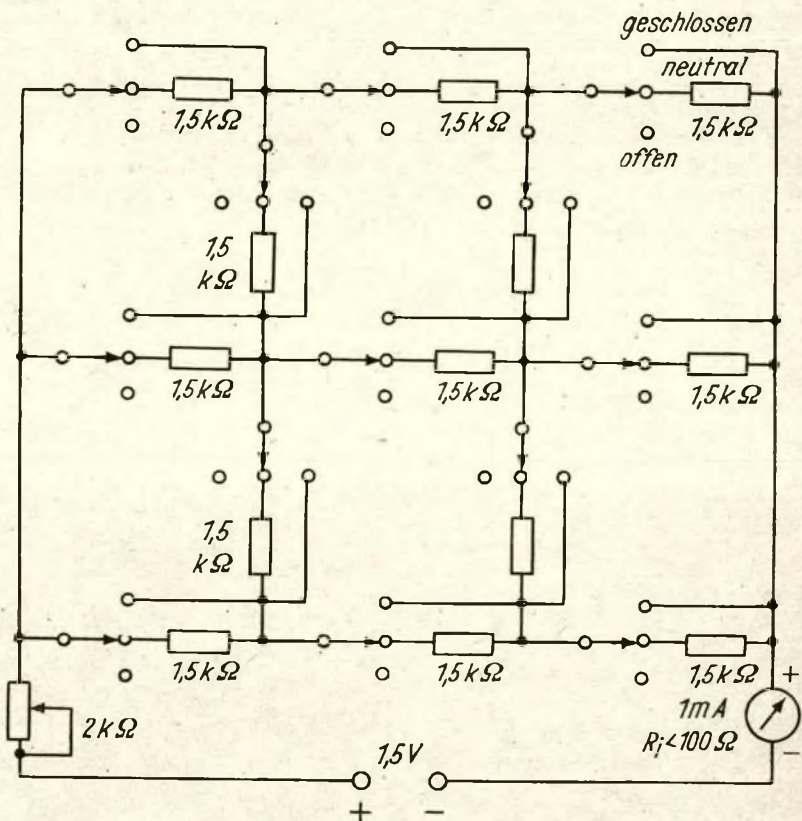 geschlossen
neutral
1,5kΩ
1,5kΩ
1,5kΩ
offen
1,5
kΩ
1,5kΩ
1,5kΩ
1,5kΩ
1,5
kΩ
1,5kΩ
1,5kΩ
1,5kΩ
2kΩ
1,5V
+ −
1mA
Ri<100Ω
+
−